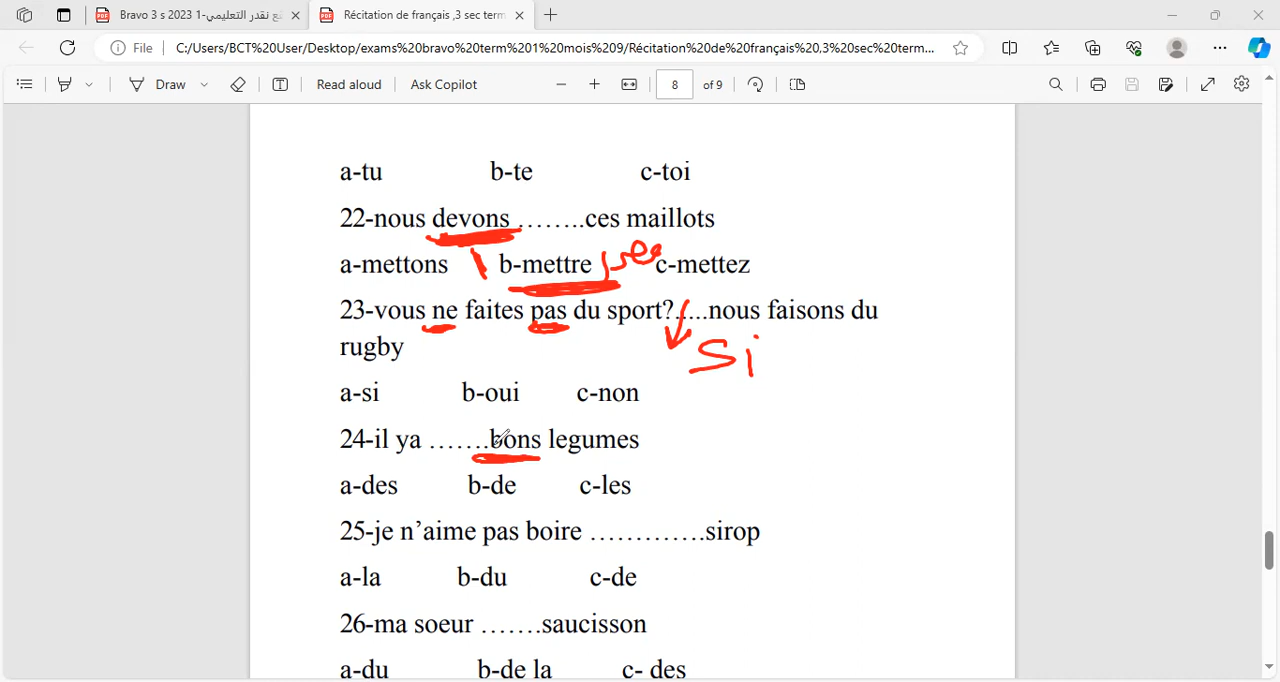 Bravo 3 s 2023 1-نقدر التعليمي
Récitation de français ,3 sec term
File C:/Users/BCT%20User/Desktop/exams%20bravo%20term%201%20mois%209/Récitation%20de%20français%20,3%20sec%20term...
Draw Read aloud Ask Copilot 8 of 9
a-tu b-te c-toi
22-nous devons ........ces maillots
a-mettons b-mettre c-mettez
23-vous ne faites pas du sport?.....nous faisons du
rugby
Si
a-si b-oui c-non
24-il ya .......bons legumes
a-des b-de c-les
25-je n’aime pas boire .............sirop
a-la b-du c-de
26-ma soeur .......saucisson
a-du b-de la c- des